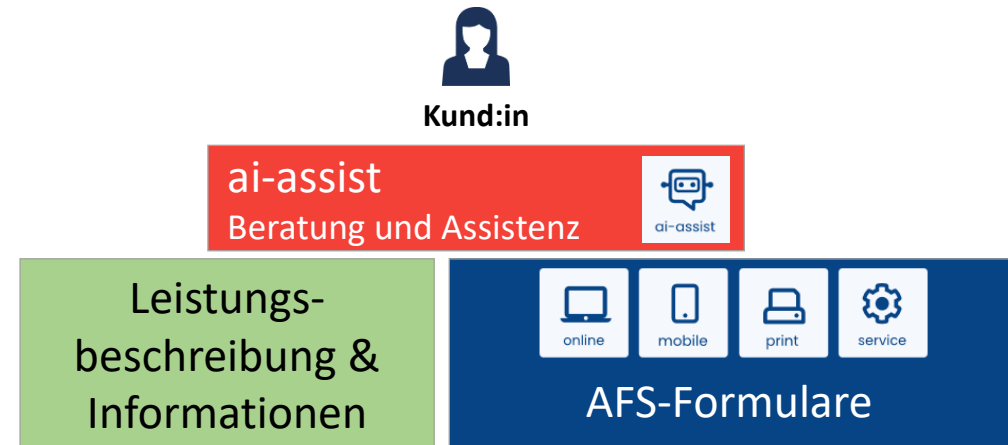 Kund:in
ai-assist
Beratung und Assistenz
ai-assist
Leistungs-
beschreibung &
Informationen
online mobile print service
AFS-Formulare